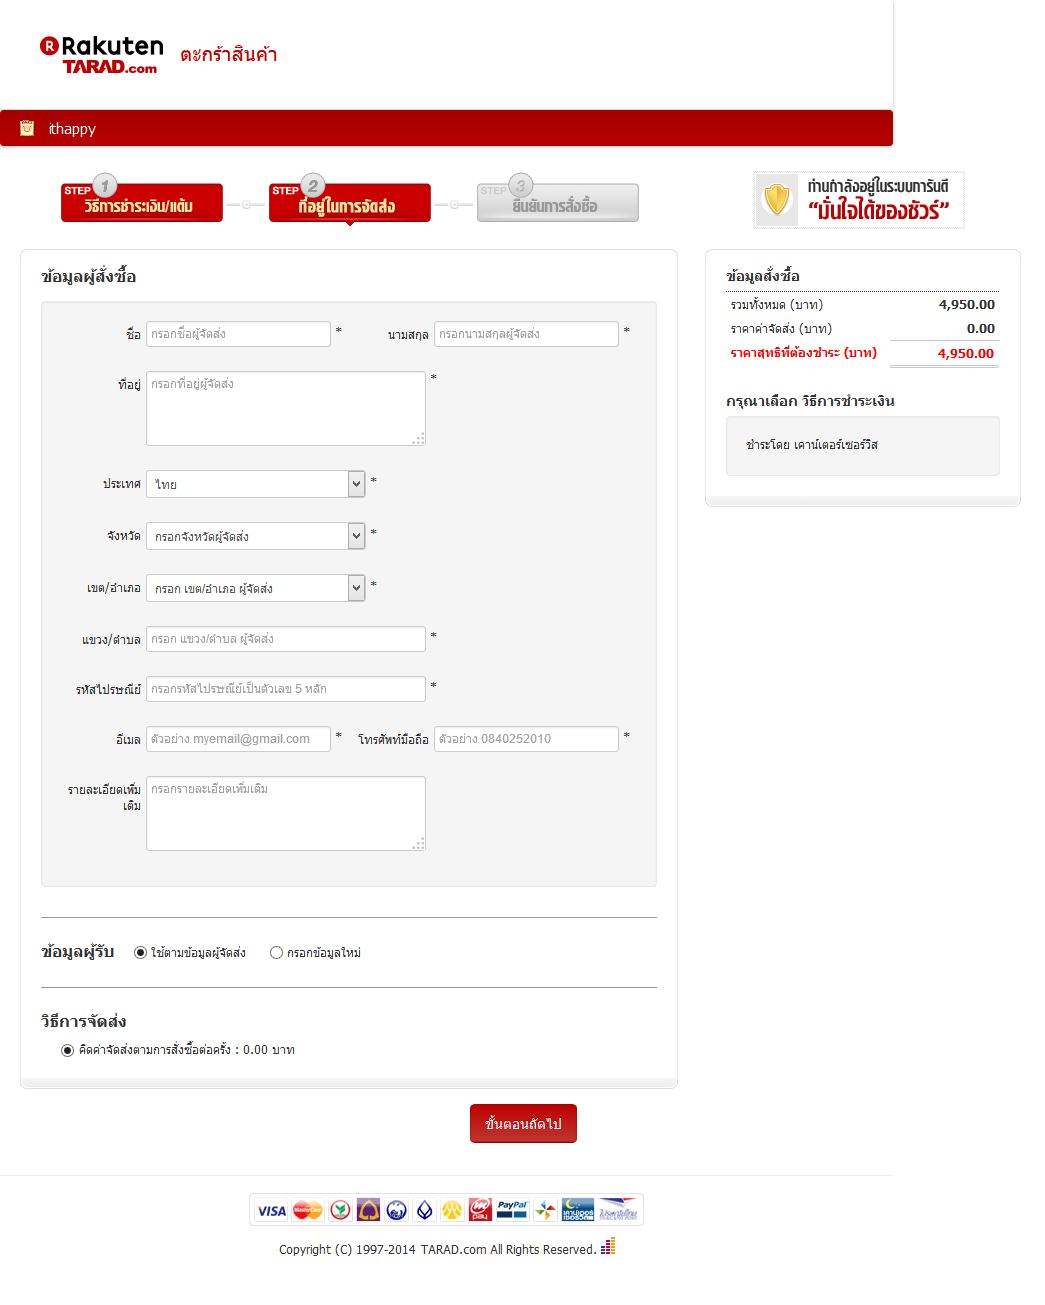 Rakuten
TARAD.com
ตะกร้าสินค้า
ithappy
STEP 1
วิธีการชำระเงิน/แต้ม
STEP 2
ที่อยู่ในการจัดส่ง
STEP 3
ยืนยันการสั่งซื้อ
ท่านกำลังอยู่ในระบบการันตี
“มั่นใจได้ของชัวร์”
ข้อมูลผู้สั่งซื้อ
ชื่อ กรอกชื่อผู้จัดส่ง * นามสกุล กรอกนามสกุลผู้จัดส่ง *
ที่อยู่ กรอกที่อยู่ผู้จัดส่ง *
ประเทศ ไทย *
จังหวัด กรอกจังหวัดผู้จัดส่ง *
เขต/อำเภอ กรอก เขต/อำเภอ ผู้จัดส่ง *
แขวง/ตำบล กรอก แขวง/ตำบล ผู้จัดส่ง *
รหัสไปรษณีย์ กรอกรหัสไปรษณีย์เป็นตัวเลข 5 หลัก *
อีเมล ตัวอย่าง myemail@gmail.com * โทรศัพท์มือถือ ตัวอย่าง 0840252010 *
รายละเอียดเพิ่ม กรอกรายละเอียดเพิ่มเติม
เติม
ข้อมูลผู้รับ ใช้ตามข้อมูลผู้จัดส่ง กรอกข้อมูลใหม่
วิธีการจัดส่ง
คิดค่าจัดส่งตามการสั่งซื้อต่อครั้ง : 0.00 บาท
ข้อมูลสั่งซื้อ
รวมทั้งหมด (บาท) 4,950.00
ราคาค่าจัดส่ง (บาท) 0.00
ราคาสุทธิที่ต้องชำระ (บาท) 4,950.00
กรุณาเลือก วิธีการชำระเงิน
ชำระโดย เคาน์เตอร์เซอร์วิส
ขั้นตอนถัดไป
VISA MasterCard pay PayPal เคาน์เตอร์
เซอร์วิส ไปรษณีย์ไทย
Copyright (C) 1997-2014 TARAD.com All Rights Reserved.